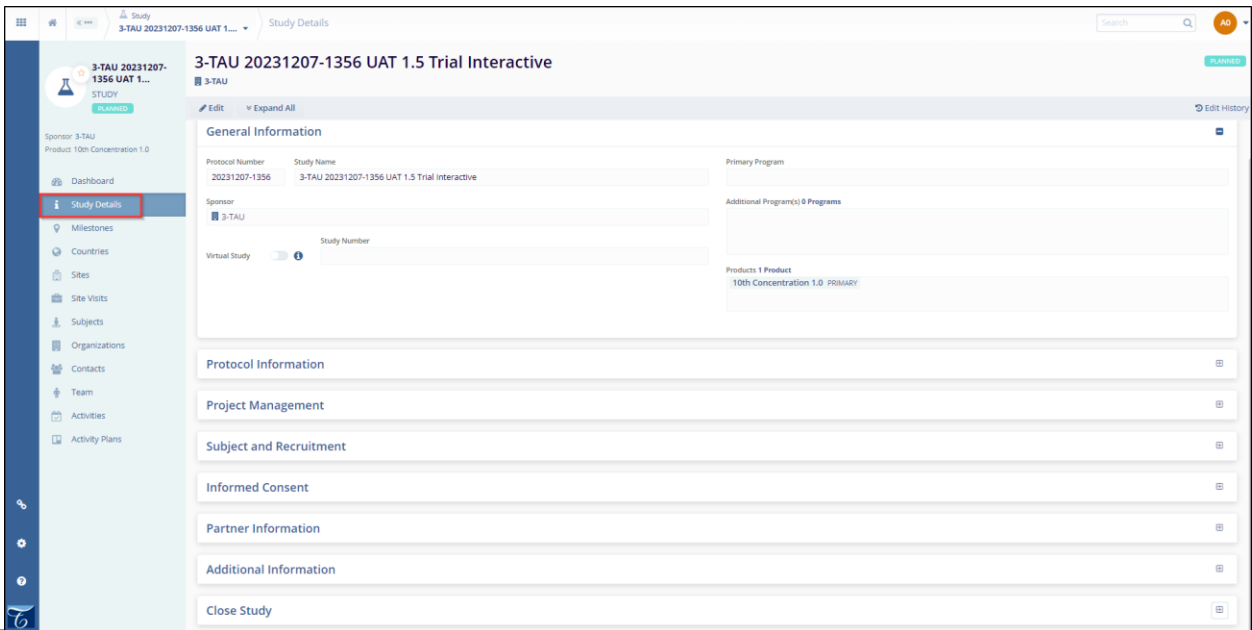 Study
3-TAU 20231207-1356 UAT 1....
Study Details
Search
AO
3-TAU 20231207-
1356 UAT 1...
STUDY
PLANNED
Sponsor 3-TAU
Product 10th Concentration 1.0
Dashboard
Study Details
Milestones
Countries
Sites
Site Visits
Subjects
Organizations
Contacts
Team
Activities
Activity Plans
3-TAU 20231207-1356 UAT 1.5 Trial Interactive
PLANNED
3-TAU
Edit
Expand All
Edit History
General Information
Protocol Number
Study Name
20231207-1356
3-TAU 20231207-1356 UAT 1.5 Trial Interactive
Sponsor
3-TAU
Virtual Study
Study Number
Primary Program
Additional Program(s) 0 Programs
Products 1 Product
10th Concentration 1.0 PRIMARY
Protocol Information
Project Management
Subject and Recruitment
Informed Consent
Partner Information
Additional Information
Close Study